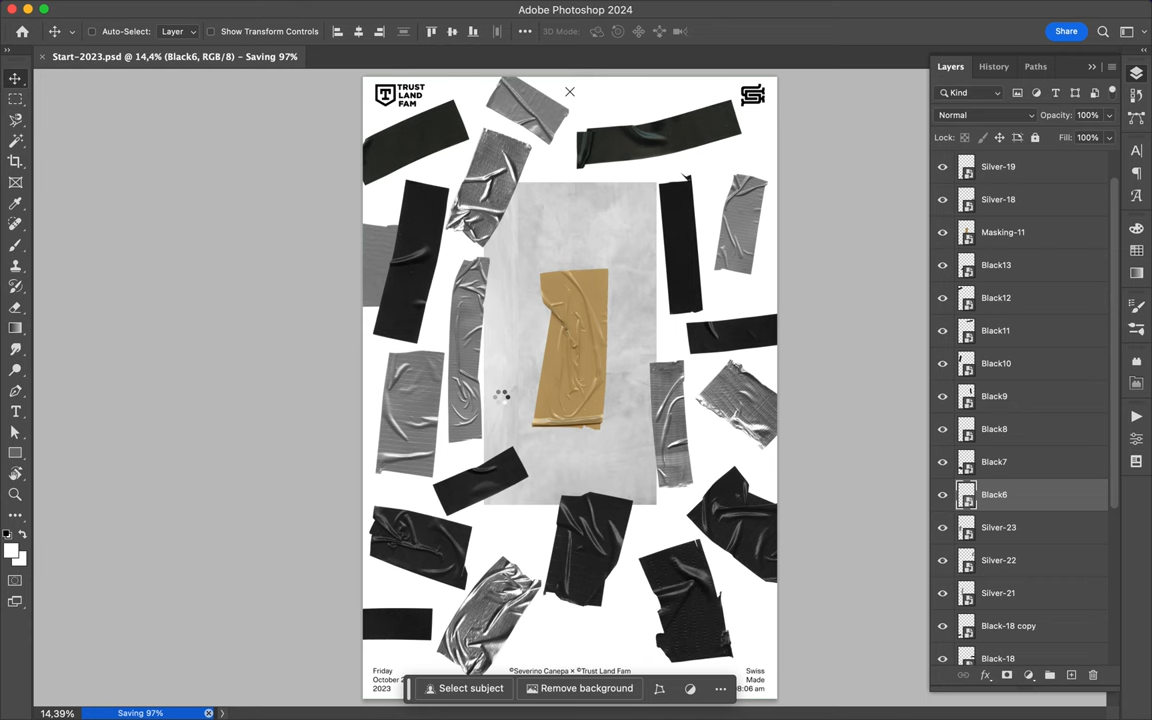 Adobe Photoshop 2024
Auto-Select:
Layer
Show Transform Controls
3D Mode:
Share
Start-2023.psd @ 14,4% (Black6, RGB/8) – Saving 97%
Layers
History
Paths
Kind
Normal
Opacity: 100%
Lock:
Fill: 100%
Silver-19
Silver-18
Masking-11
Black13
Black12
Black11
Black10
Black9
Black8
Black7
Black6
Silver-23
Silver-22
Silver-21
Black-18 copy
Black-18
TRUST
LAND
FAM
Friday
October
2023
©Severino Canepa × ©Trust Land Fam
Swiss
Made
06 am
Select subject
Remove background
14,39%
Saving 97%